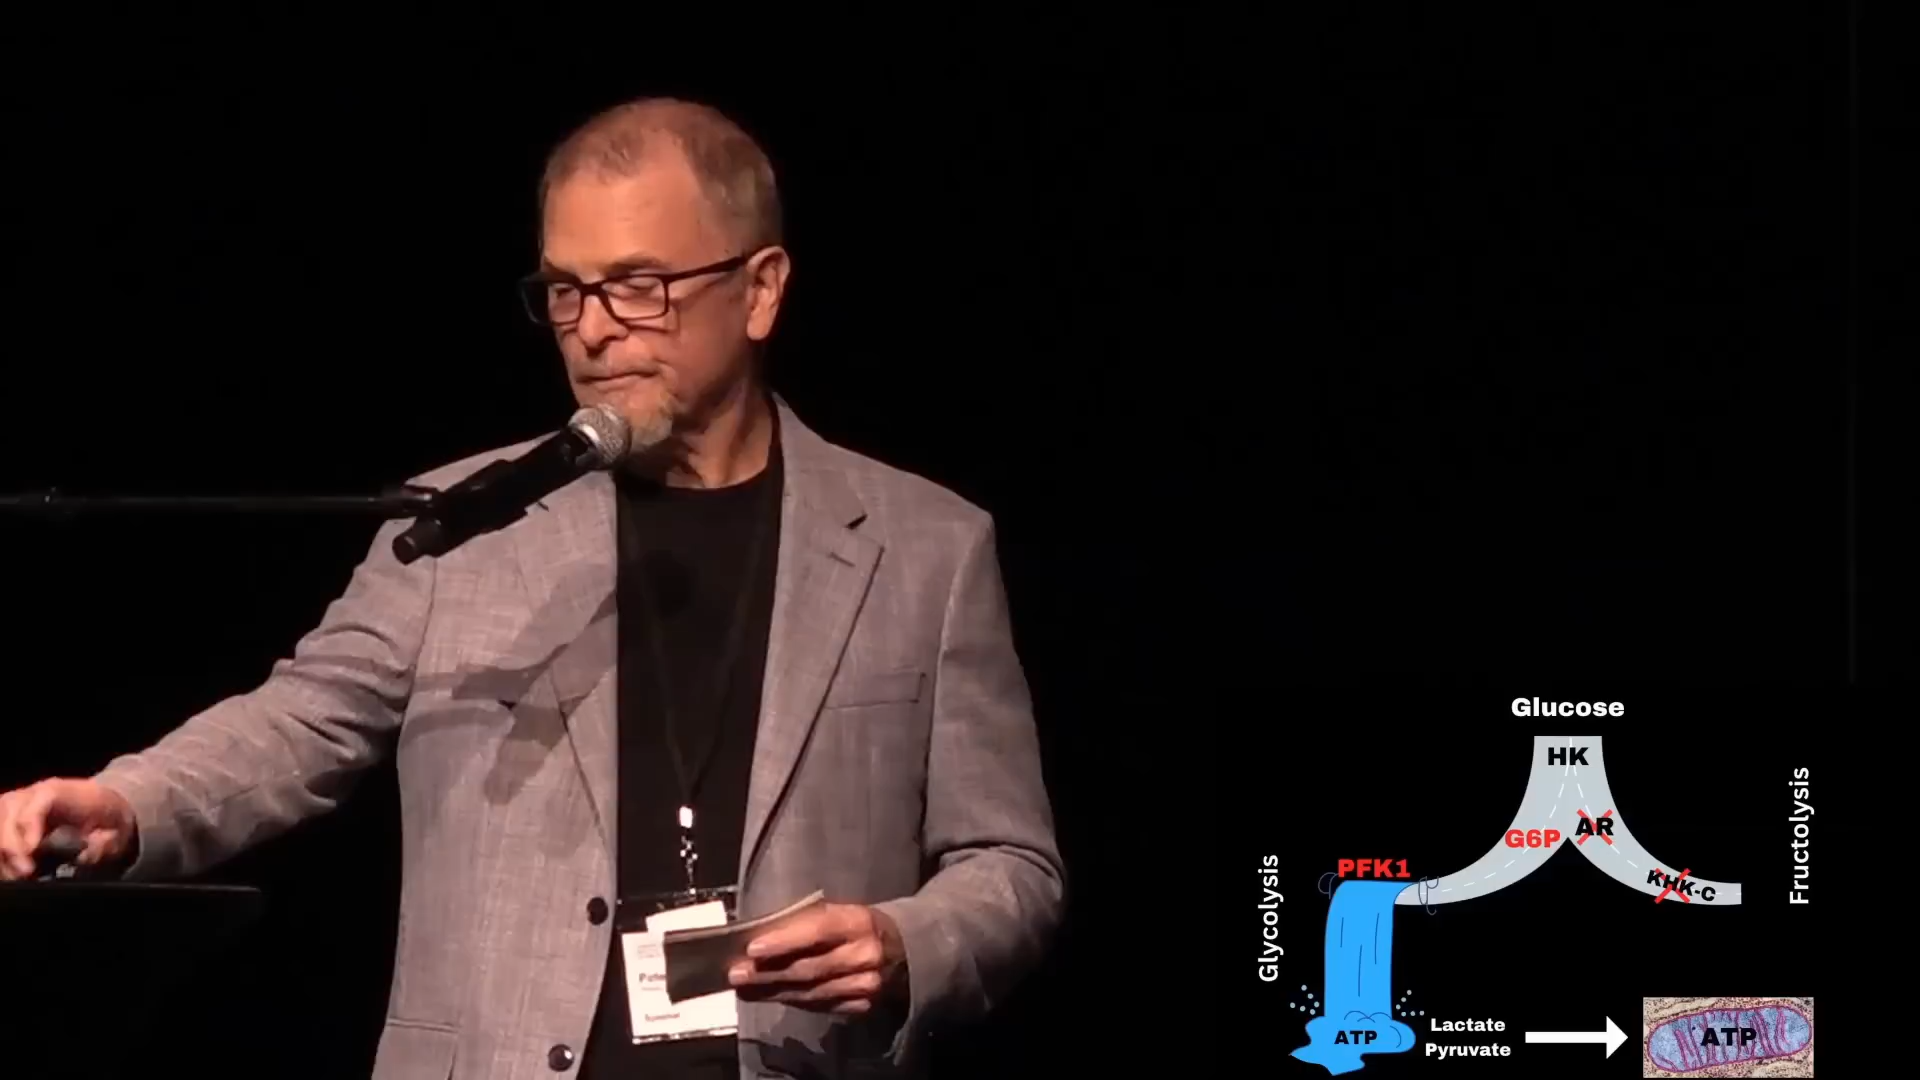 Glucose
HK
AR
G6P
PFK1
KHK-C
Glycolysis
Fructolysis
ATP
Lactate
Pyruvate
ATP